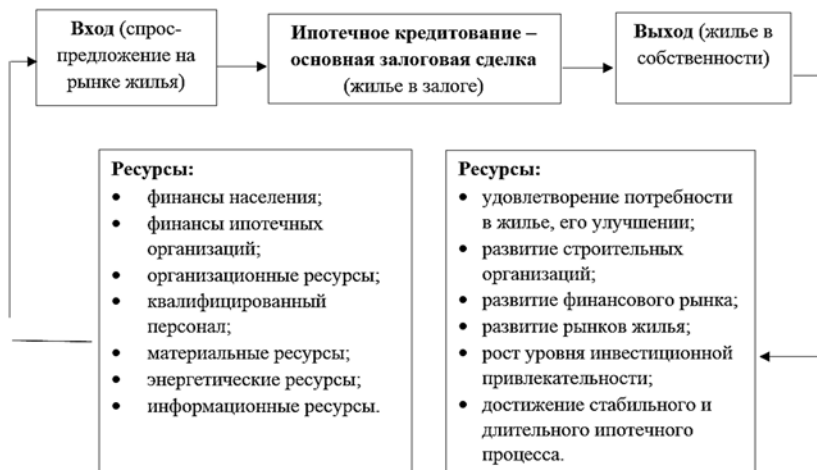 Вход (спрос-
предложение на
рынке жилья)
Ипотечное кредитование –
основная залоговая сделка
(жилье в залоге)
Выход (жилье в
собственности)
Ресурсы:
• финансы населения;
• финансы ипотечных
организаций;
• организационные ресурсы;
• квалифицированный
персонал;
• материальные ресурсы;
• энергетические ресурсы;
• информационные ресурсы.
Ресурсы:
• удовлетворение потребности
в жилье, его улучшении;
• развитие строительных
организаций;
• развитие финансового рынка;
• развитие рынков жилья;
• рост уровня инвестиционной
привлекательности;
• достижение стабильного и
длительного ипотечного
процесса.